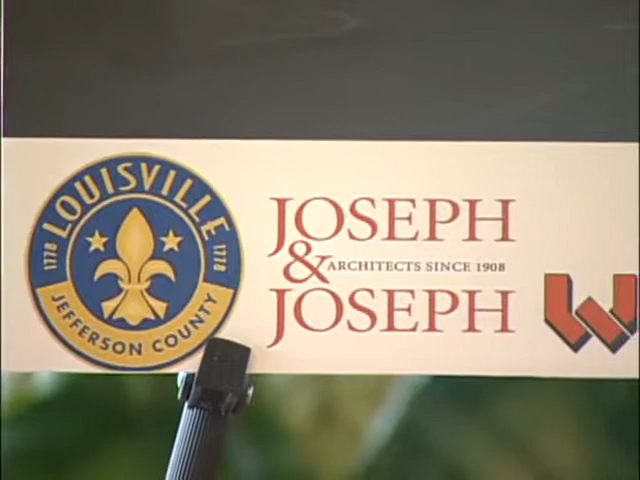 LOUISVILLE
1778 1778
JEFFERSON COUNTY
JOSEPH
&
ARCHITECTS SINCE 1908
JOSEPH
W